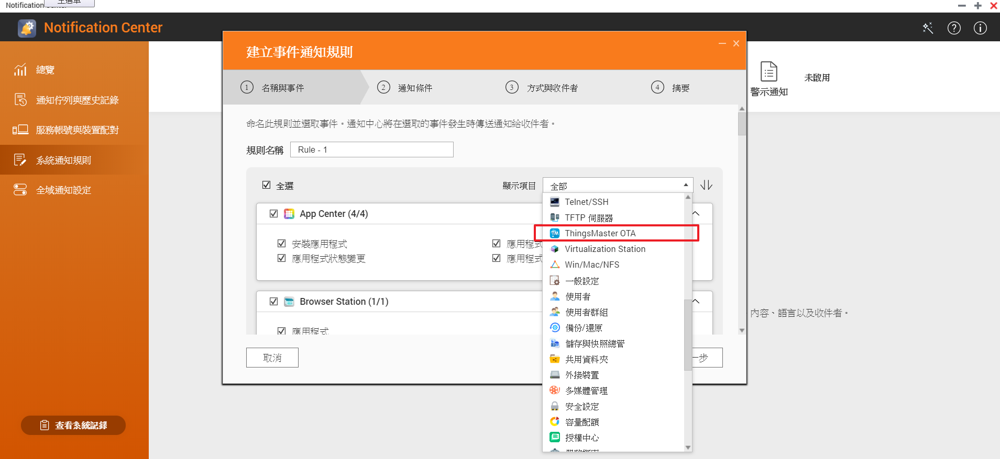 Notification Center
主選單
Notification Center
建立事件通知規則
總覽
通知佇列與歷史記錄
服務帳號與裝置配對
系統通知規則
全域通知設定
查看系統記錄
1 名稱與事件
2 通知條件
3 方式與收件者
4 摘要
警示通知
未啟用
命名此規則並選取事件。通知中心將在選取的事件發生時傳送通知給收件者。
規則名稱
Rule - 1
全選
顯示項目
全部
App Center (4/4)
安裝應用程式
應用程式
應用程式狀態變更
應用程式
Browser Station (1/1)
應用程式
Telnet/SSH
TFTP 伺服器
TM ThingsMaster OTA
Virtualization Station
Win/Mac/NFS
一般設定
使用者
使用者群組
備份/還原
儲存與快照總管
共用資料夾
外接裝置
多媒體管理
安全設定
容量配額
授權中心
取消
一步
內容、語言以及收件者。